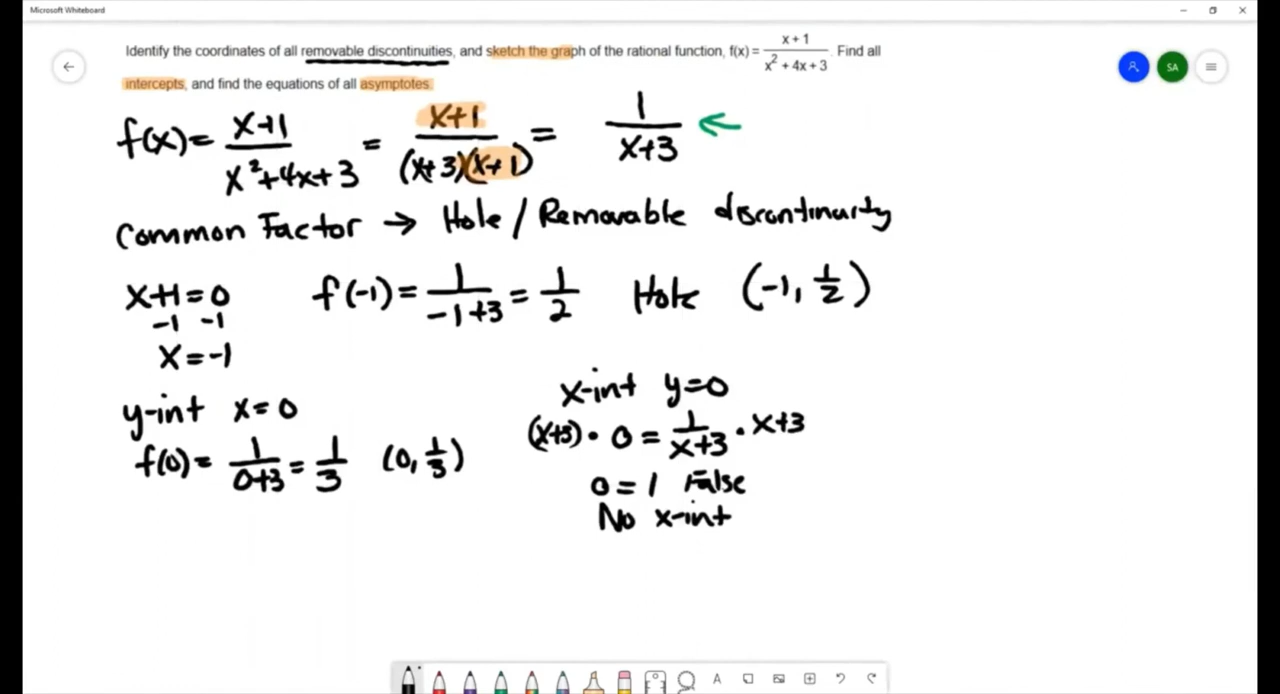 Microsoft Whiteboard
Identify the coordinates of all removable discontinuities, and sketch the graph of the rational function, f(x) = (x + 1)/(x² + 4x + 3). Find all
intercepts, and find the equations of all asymptotes.
SA
f(x) = (x+1)/(x²+4x+3) = (x+1)/((x+3)(x+1)) = 1/(x+3) ←
Common Factor → Hole / Removable discontinuity
x+1=0
-1 -1
x=-1
f(-1) = 1/(-1+3) = 1/2 Hole (-1, 1/2)
y-int x=0
f(0) = 1/(0+3) = 1/3 (0, 1/3)
x-int y=0
(x+3) · 0 = 1/(x+3) · x+3
0 = 1 False
No x-int
A